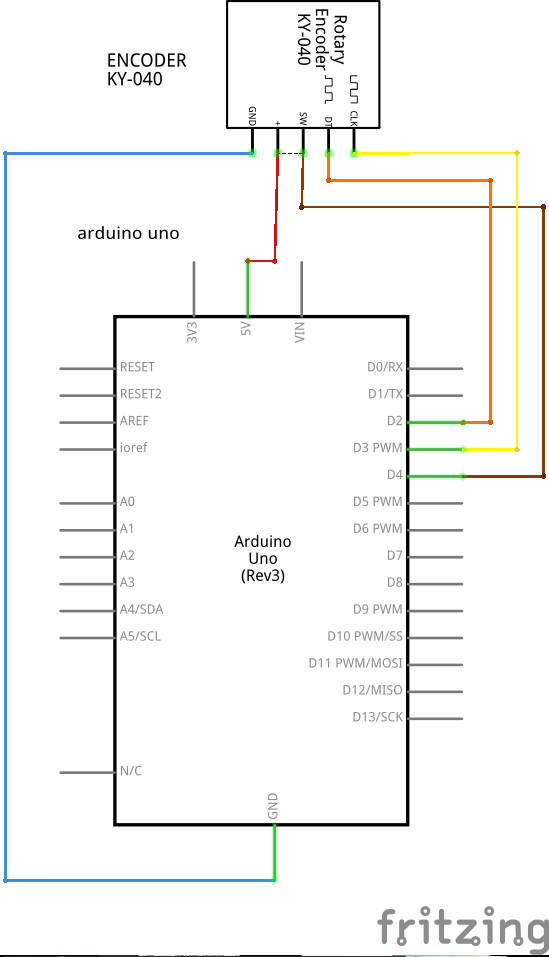 Rotary
Encoder
KY-040
ENCODER
KY-040
GND
+
SW
DT
CLK
arduino uno
3V3
5V
VIN
RESET
RESET2
AREF
ioref
A0
A1
A2
A3
A4/SDA
A5/SCL
N/C
Arduino
Uno
(Rev3)
D0/RX
D1/TX
D2
D3 PWM
D4
D5 PWM
D6 PWM
D7
D8
D9 PWM
D10 PWM/SS
D11 PWM/MOSI
D12/MISO
D13/SCK
GND
fritzing